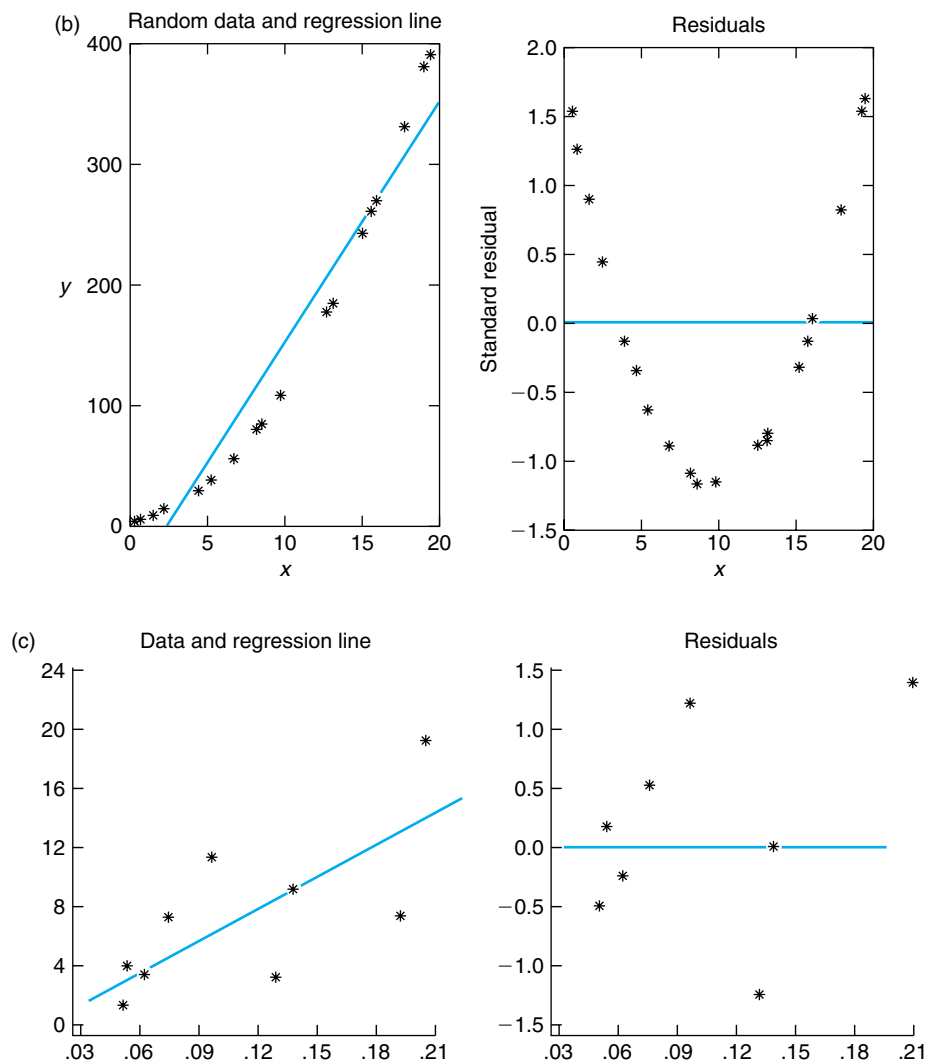 (b)
Random data and regression line
400
300
y
200
100
0
0 5 10 15 20
x
Residuals
2.0
1.5
1.0
0.5
Standard residual
0.0
−0.5
−1.0
−1.5
0 5 10 15 20
x
(c)
Data and regression line
24
20
16
12
8
4
0
.03 .06 .09 .12 .15 .18 .21
Residuals
1.5
1.0
0.5
0.0
−0.5
−1.0
−1.5
.03 .06 .09 .12 .15 .18 .21